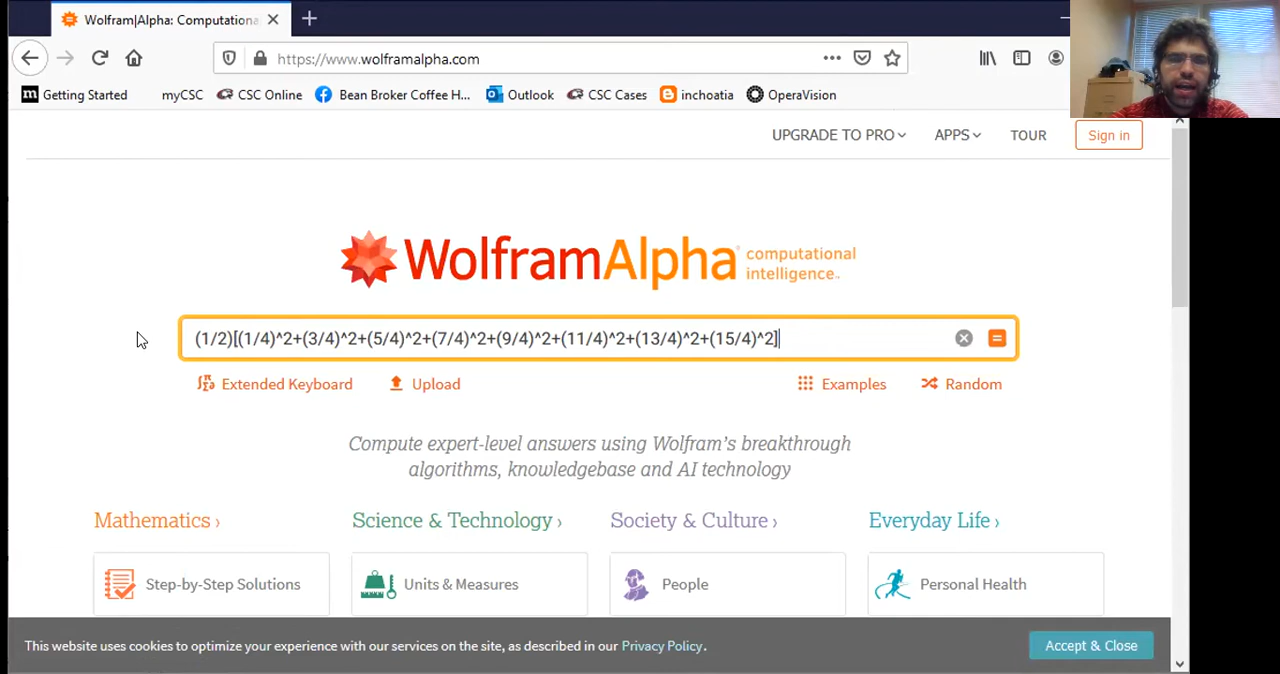 Wolfram|Alpha: Computational
https://www.wolframalpha.com
Getting Started myCSC CSC Online Bean Broker Coffee H... Outlook CSC Cases inchoatia OperaVision
UPGRADE TO PRO APPS TOUR Sign in
WolframAlpha computational intelligence™
(1/2)[(1/4)^2+(3/4)^2+(5/4)^2+(7/4)^2+(9/4)^2+(11/4)^2+(13/4)^2+(15/4)^2]
Extended Keyboard Upload Examples Random
Compute expert-level answers using Wolfram’s breakthrough
algorithms, knowledgebase and AI technology
Mathematics › Science & Technology › Society & Culture › Everyday Life ›
Step-by-Step Solutions Units & Measures People Personal Health
This website uses cookies to optimize your experience with our services on the site, as described in our Privacy Policy. Accept & Close